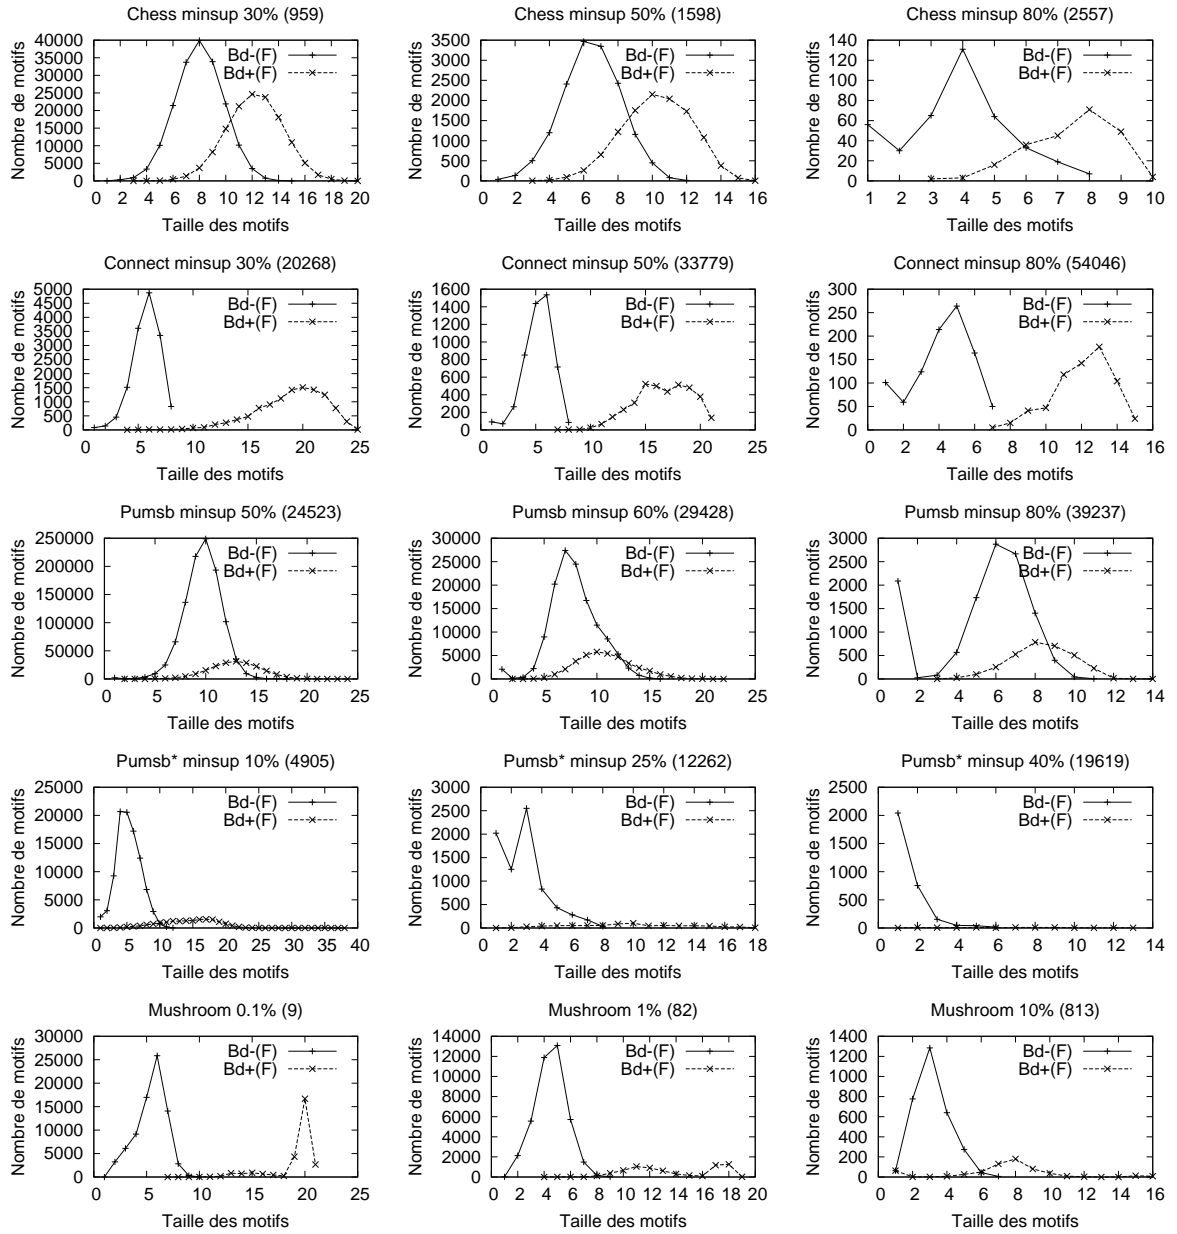 Chess minsup 30% (959)
Nombre de motifs
40000
35000
30000
25000
20000
15000
10000
5000
0
Bd-(F)
Bd+(F)
0 2 4 6 8 10 12 14 16 18 20
Taille des motifs
Chess minsup 50% (1598)
Nombre de motifs
3500
3000
2500
2000
1500
1000
500
0
Bd-(F)
Bd+(F)
0 2 4 6 8 10 12 14 16
Taille des motifs
Chess minsup 80% (2557)
Nombre de motifs
140
120
100
80
60
40
20
0
Bd-(F)
Bd+(F)
1 2 3 4 5 6 7 8 9 10
Taille des motifs
Connect minsup 30% (20268)
Nombre de motifs
5000
4500
4000
3500
3000
2500
2000
1500
1000
500
0
Bd-(F)
Bd+(F)
0 5 10 15 20 25
Taille des motifs
Connect minsup 50% (33779)
Nombre de motifs
1600
1400
1200
1000
800
600
400
200
0
Bd-(F)
Bd+(F)
0 5 10 15 20 25
Taille des motifs
Connect minsup 80% (54046)
Nombre de motifs
300
250
200
150
100
50
0
Bd-(F)
Bd+(F)
0 2 4 6 8 10 12 14 16
Taille des motifs
Pumsb minsup 50% (24523)
Nombre de motifs
250000
200000
150000
100000
50000
0
Bd-(F)
Bd+(F)
0 5 10 15 20 25
Taille des motifs
Pumsb minsup 60% (29428)
Nombre de motifs
30000
25000
20000
15000
10000
5000
0
Bd-(F)
Bd+(F)
0 5 10 15 20 25
Taille des motifs
Pumsb minsup 80% (39237)
Nombre de motifs
3000
2500
2000
1500
1000
500
0
Bd-(F)
Bd+(F)
0 2 4 6 8 10 12 14
Taille des motifs
Pumsb* minsup 10% (4905)
Nombre de motifs
25000
20000
15000
10000
5000
0
Bd-(F)
Bd+(F)
0 5 10 15 20 25 30 35 40
Taille des motifs
Pumsb* minsup 25% (12262)
Nombre de motifs
3000
2500
2000
1500
1000
500
0
Bd-(F)
Bd+(F)
0 2 4 6 8 10 12 14 16 18
Taille des motifs
Pumsb* minsup 40% (19619)
Nombre de motifs
2500
2000
1500
1000
500
0
Bd-(F)
Bd+(F)
0 2 4 6 8 10 12 14
Taille des motifs
Mushroom 0.1% (9)
Nombre de motifs
30000
25000
20000
15000
10000
5000
0
Bd-(F)
Bd+(F)
0 5 10 15 20 25
Taille des motifs
Mushroom 1% (82)
Nombre de motifs
14000
12000
10000
8000
6000
4000
2000
0
Bd-(F)
Bd+(F)
0 2 4 6 8 10 12 14 16 18 20
Taille des motifs
Mushroom 10% (813)
Nombre de motifs
1400
1200
1000
800
600
400
200
0
Bd-(F)
Bd+(F)
0 2 4 6 8 10 12 14 16
Taille des motifs